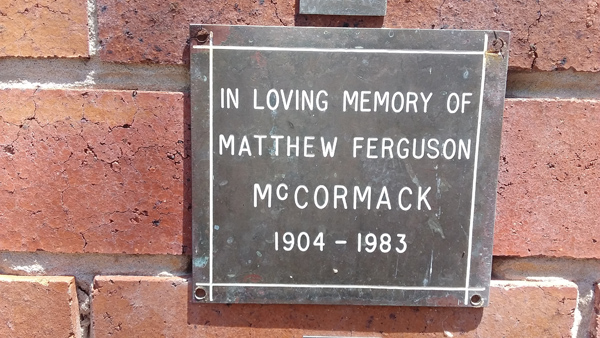 IN LOVING MEMORY OF
MATTHEW FERGUSON
McCORMACK
1904 - 1983